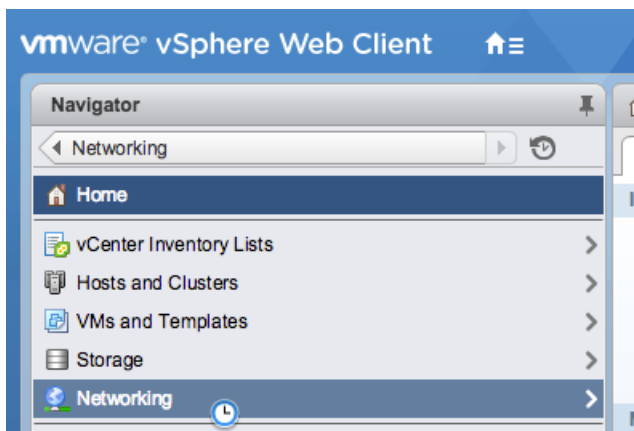 vmware® vSphere Web Client
Navigator
Networking
Home
vCenter Inventory Lists
Hosts and Clusters
VMs and Templates
Storage
Networking